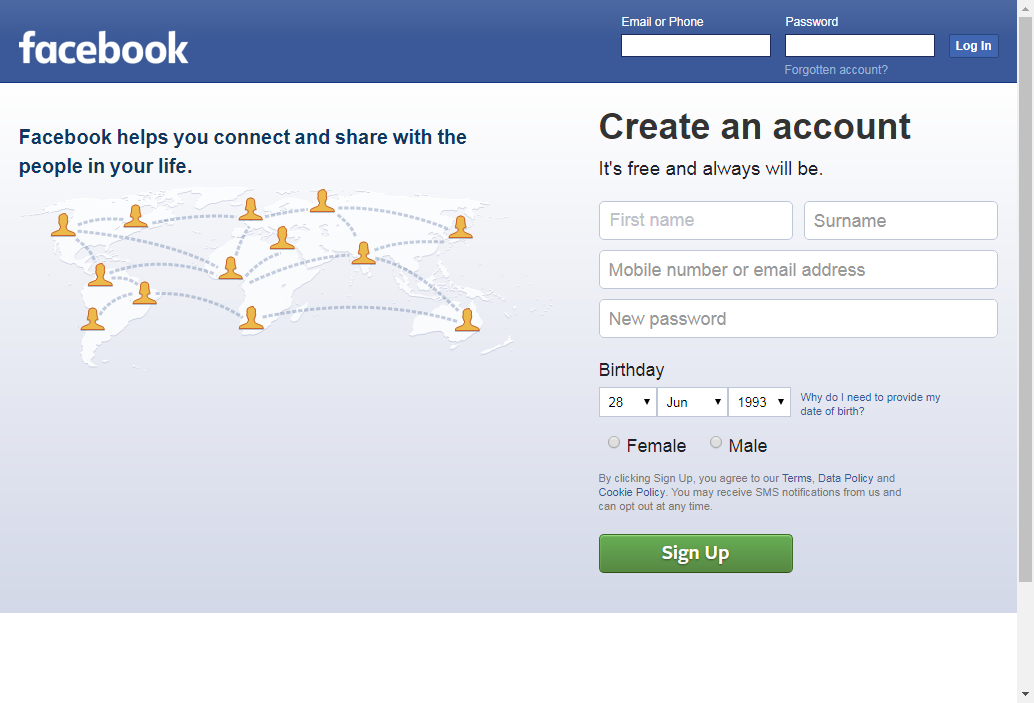 facebook
Email or Phone
Password
Log In
Forgotten account?
Facebook helps you connect and share with the
people in your life.
Create an account
It's free and always will be.
First name
Surname
Mobile number or email address
New password
Birthday
28
Jun
1993
Why do I need to provide my
date of birth?
Female
Male
By clicking Sign Up, you agree to our Terms, Data Policy and
Cookie Policy. You may receive SMS notifications from us and
can opt out at any time.
Sign Up